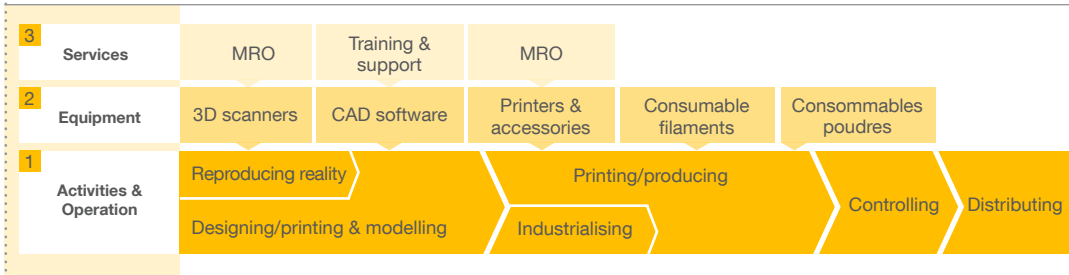 3
Services
MRO
Training &
support
MRO
2
Equipment
3D scanners
CAD software
Printers &
accessories
Consumable
filaments
Consommables
poudres
1
Activities &
Operation
Reproducing reality
Designing/printing & modelling
Printing/producing
Industrialising
Controlling
Distributing